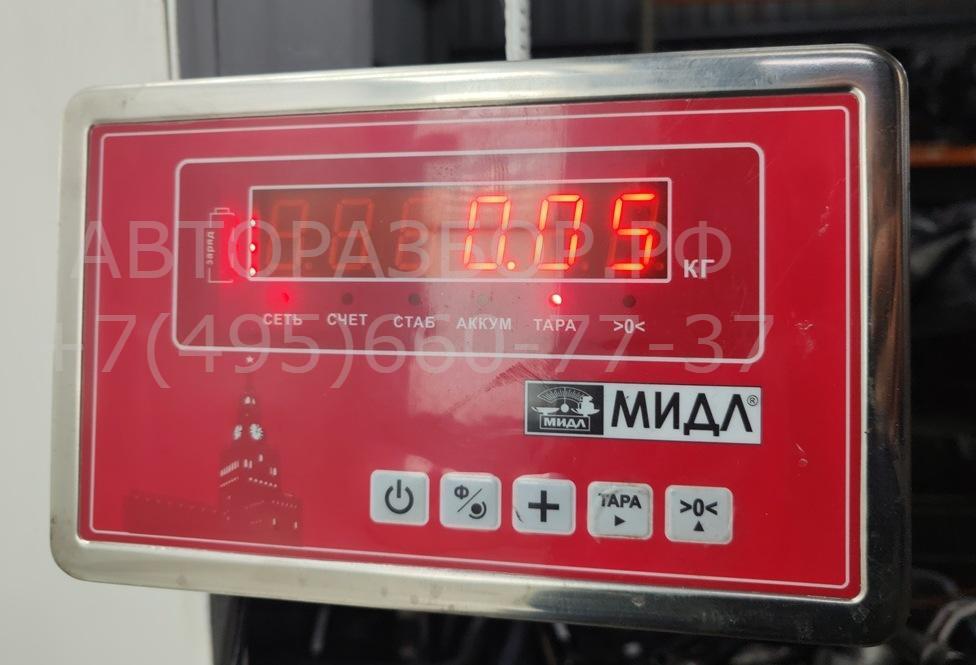 заряд
0.05
КГ
СЕТЬ СЧЕТ СТАБ АККУМ ТАРА >0<
АВТОРАЗБОР.РФ
+7(495)660-77-37
МИДЛ МИДЛ®
Ф
ТАРА >0<